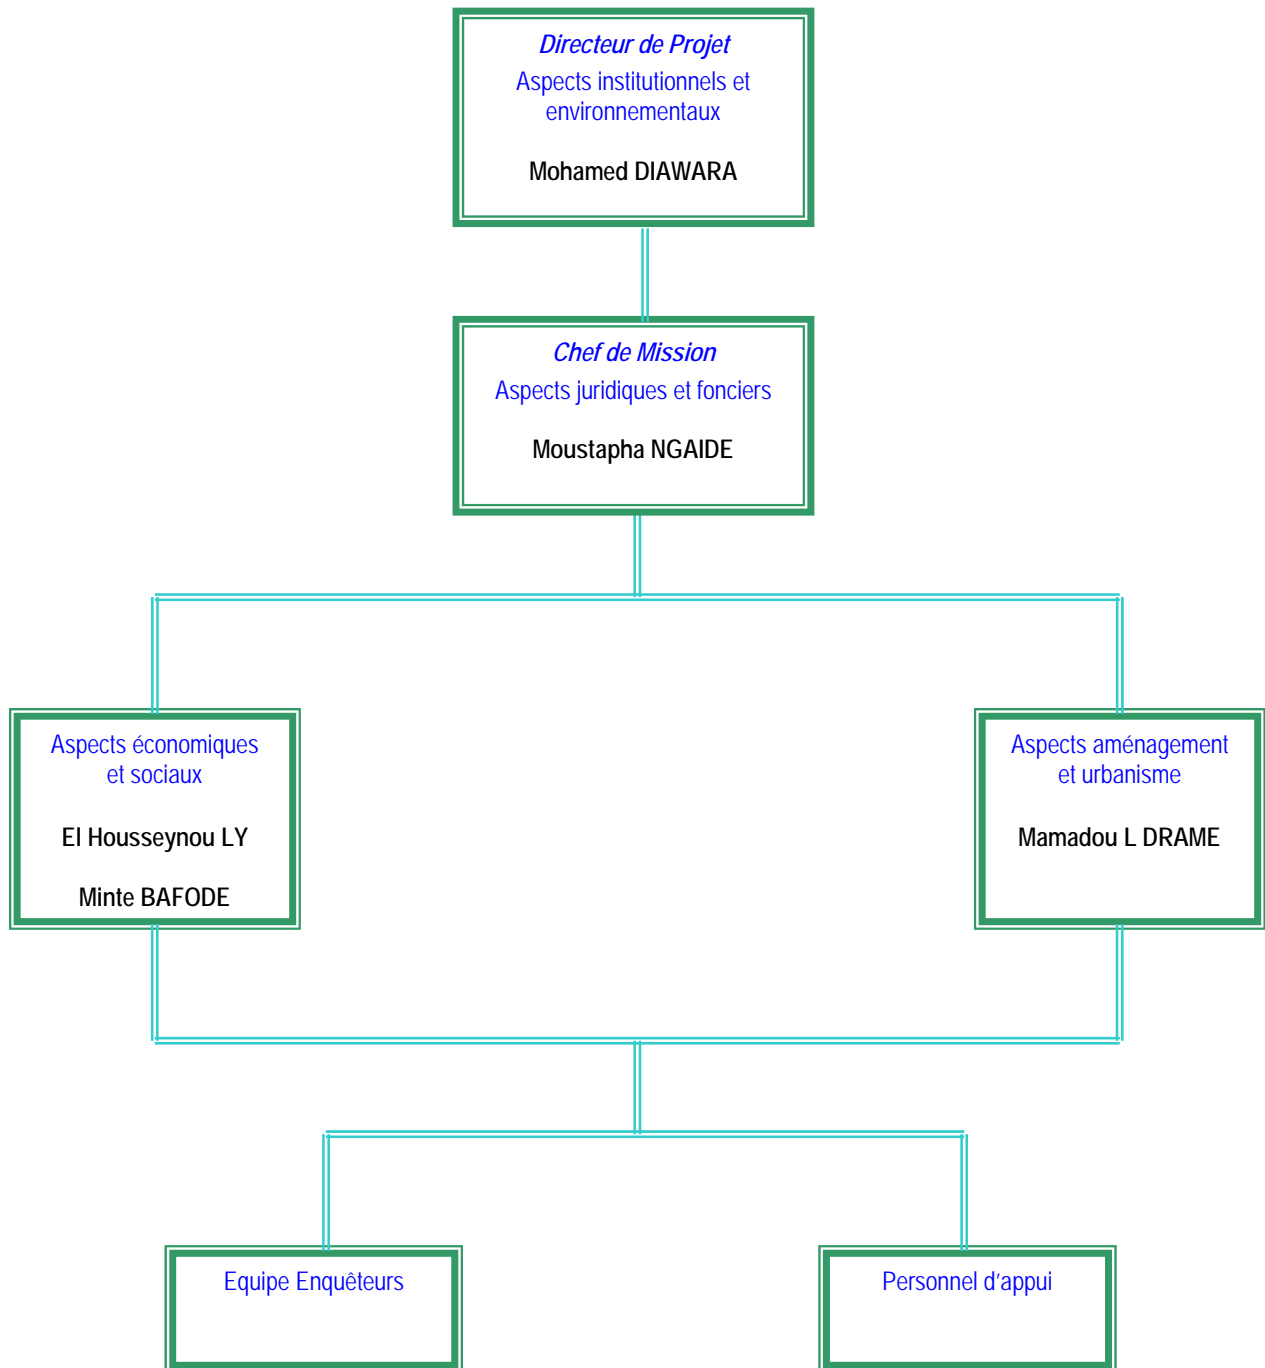 Directeur de Projet
Aspects institutionnels et
environnementaux
Mohamed DIAWARA
Chef de Mission
Aspects juridiques et fonciers
Moustapha NGAIDE
Aspects économiques
et sociaux
El Housseynou LY
Minte BAFODE
Aspects aménagement
et urbanisme
Mamadou L DRAME
Equipe Enquêteurs
Personnel d’appui